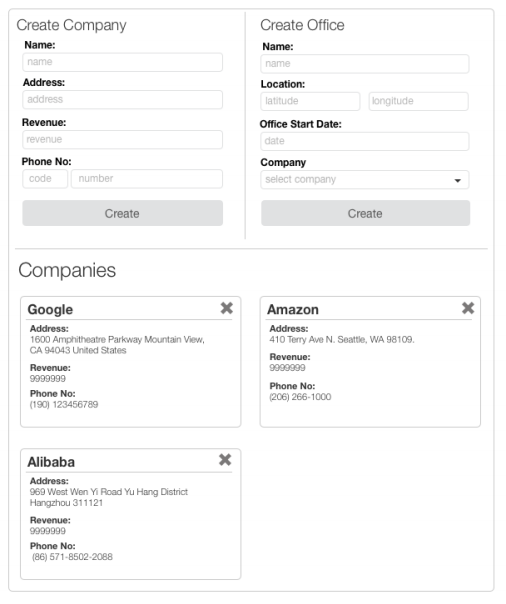 Create Company
Name:
name
Address:
address
Revenue:
revenue
Phone No:
code number
Create
Create Office
Name:
name
Location:
latitude longitude
Office Start Date:
date
Company
select company
Create
Companies
Google
Address:
1600 Amphitheatre Parkway Mountain View,
CA 94043 United States
Revenue:
9999999
Phone No:
(190) 123456789
Amazon
Address:
410 Terry Ave N. Seattle, WA 98109.
Revenue:
9999999
Phone No:
(206) 266-1000
Alibaba
Address:
969 West Wen Yi Road Yu Hang District
Hangzhou 311121
Revenue:
9999999
Phone No:
(86) 571-8502-2088